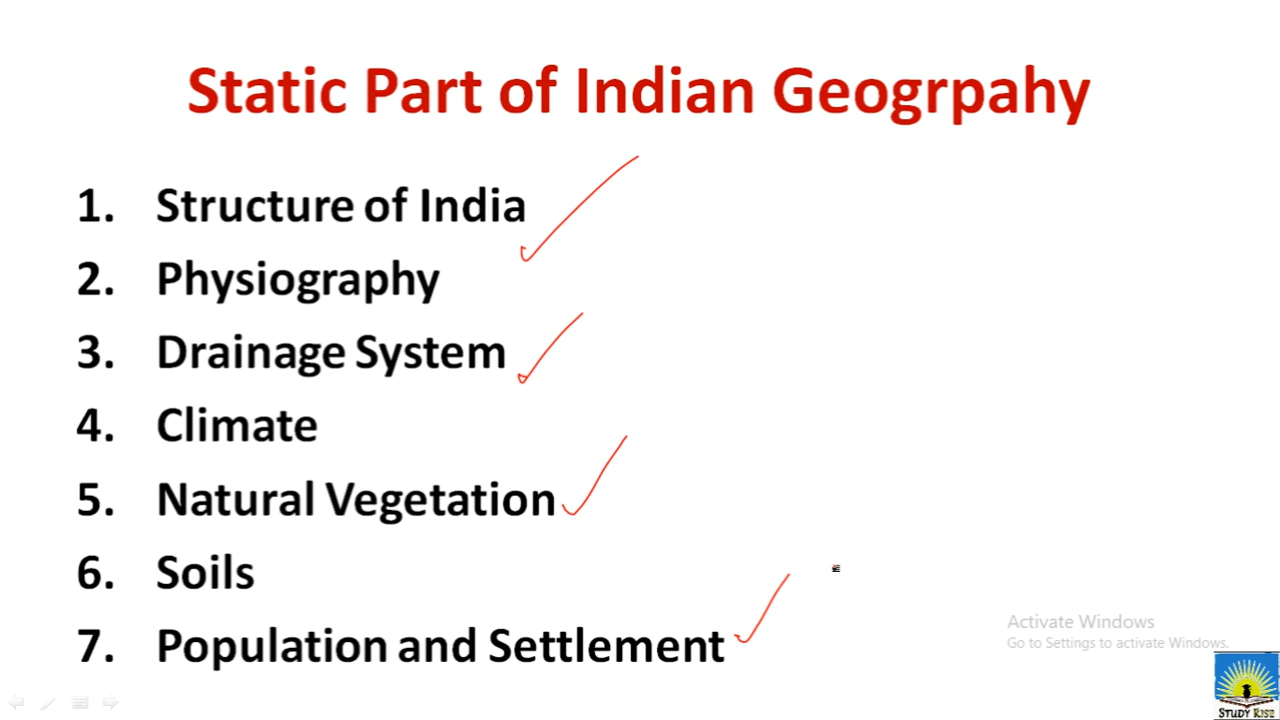 Static Part of Indian Geogrpahy
1. Structure of India
2. Physiography
3. Drainage System
4. Climate
5. Natural Vegetation
6. Soils
7. Population and Settlement
Activate Windows
Go to Settings to activate Windows.
STUDY RISE